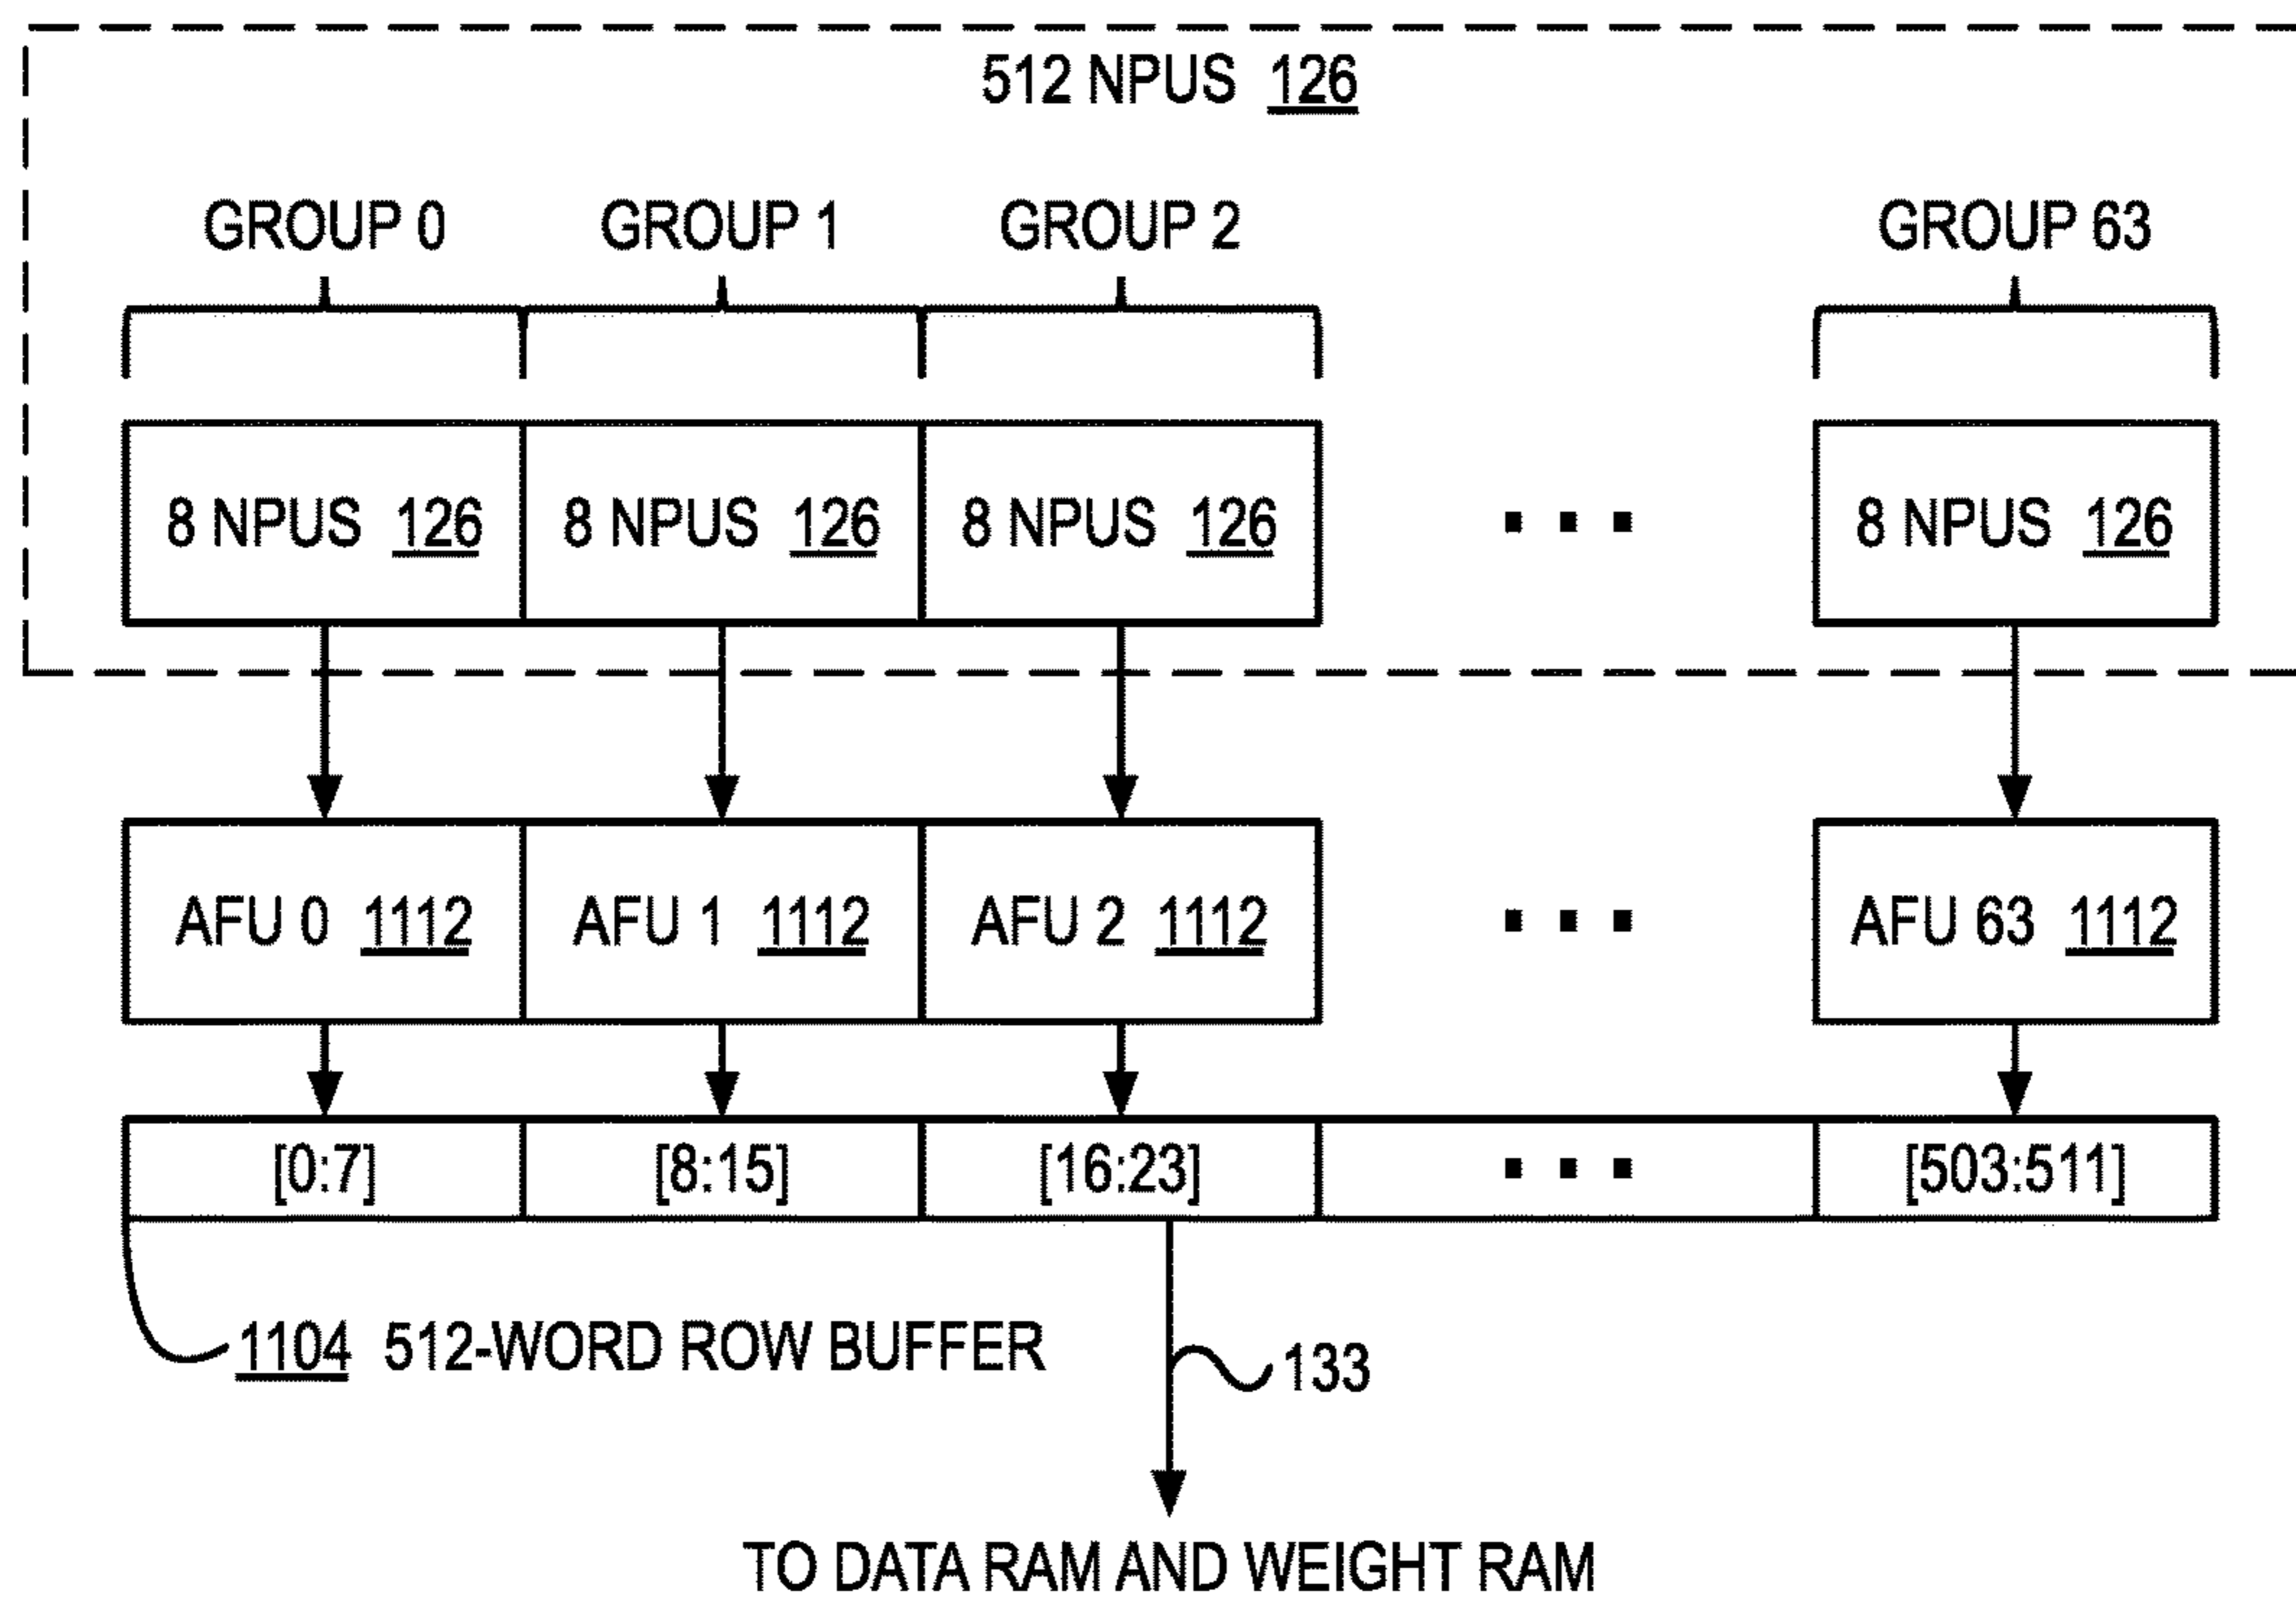 512 NPUS 126
GROUP 0 GROUP 1 GROUP 2 GROUP 63
8 NPUS 126 8 NPUS 126 8 NPUS 126 ... 8 NPUS 126
AFU 0 1112 AFU 1 1112 AFU 2 1112 ... AFU 63 1112
[0:7] [8:15] [16:23] ... [503:511]
1104 512-WORD ROW BUFFER
133
TO DATA RAM AND WEIGHT RAM